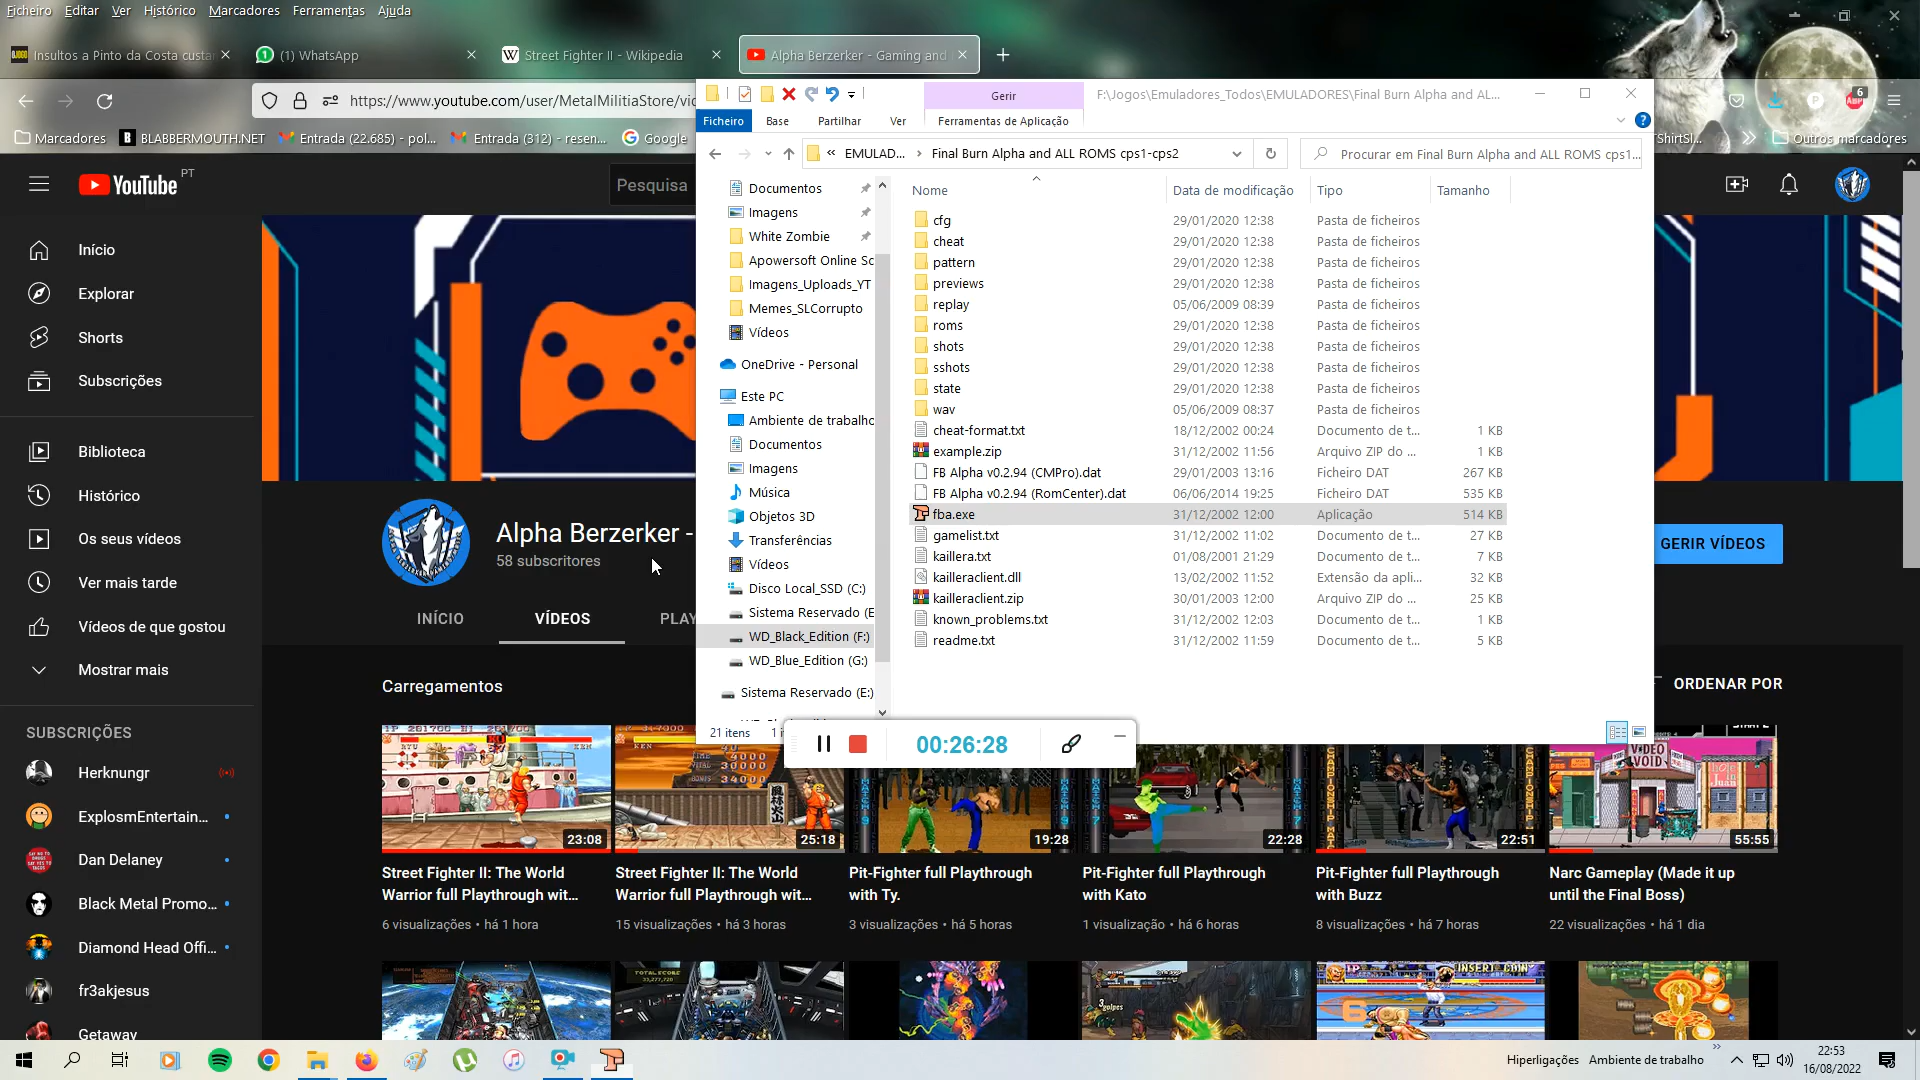 Ficheiro Editar Ver Histórico Marcadores Ferramentas Ajuda
Insultos a Pinto da Costa custa
(1) WhatsApp
Street Fighter II - Wikipedia
Alpha Berzerker - Gaming and
https://www.youtube.com/user/MetalMilitiaStore/vid
6
Marcadores
BLABBERMOUTH.NET
Entrada (22.685) - pol...
Entrada (312) - resen...
Google
Outros marcadores
Gerir
F:\Jogos\Emuladores_Todos\EMULADORES\Final Burn Alpha and AL...
Ficheiro Base Partilhar Ver Ferramentas de Aplicação
« EMULAD... › Final Burn Alpha and ALL ROMS cps1-cps2
Procurar em Final Burn Alpha and ALL ROMS cps1...
Documentos
Imagens
White Zombie
Apowersoft Online Sc
Imagens_Uploads_YT
Memes_SLCorrupto
Vídeos
OneDrive - Personal
Este PC
Ambiente de trabalho
Documentos
Imagens
Música
Objetos 3D
Transferências
Vídeos
Disco Local_SSD (C:)
Sistema Reservado (E
WD_Black_Edition (F:)
WD_Blue_Edition (G:)
Sistema Reservado (E:)
Nome Data de modificação Tipo Tamanho
cfg 29/01/2020 12:38 Pasta de ficheiros
cheat 29/01/2020 12:38 Pasta de ficheiros
pattern 29/01/2020 12:38 Pasta de ficheiros
previews 29/01/2020 12:38 Pasta de ficheiros
replay 05/06/2009 08:39 Pasta de ficheiros
roms 29/01/2020 12:38 Pasta de ficheiros
shots 29/01/2020 12:38 Pasta de ficheiros
sshots 29/01/2020 12:38 Pasta de ficheiros
state 29/01/2020 12:38 Pasta de ficheiros
wav 05/06/2009 08:37 Pasta de ficheiros
cheat-format.txt 18/12/2002 00:24 Documento de t... 1 KB
example.zip 31/12/2002 11:56 Arquivo ZIP do ... 1 KB
FB Alpha v0.2.94 (CMPro).dat 29/01/2003 13:16 Ficheiro DAT 267 KB
FB Alpha v0.2.94 (RomCenter).dat 06/06/2014 19:25 Ficheiro DAT 535 KB
fba.exe 31/12/2002 12:00 Aplicação 514 KB
gamelist.txt 31/12/2002 11:02 Documento de t... 27 KB
kaillera.txt 01/08/2001 21:29 Documento de t... 7 KB
kailleraclient.dll 13/02/2002 11:52 Extensão da apli... 32 KB
kailleraclient.zip 30/01/2003 12:00 Arquivo ZIP do ... 25 KB
known_problems.txt 31/12/2002 12:03 Documento de t... 1 KB
readme.txt 31/12/2002 11:59 Documento de t... 5 KB
21 itens
00:26:28
YouTube PT
Pesquisa
Início
Explorar
Shorts
Subscrições
Biblioteca
Histórico
Os seus vídeos
Ver mais tarde
Vídeos de que gostou
Mostrar mais
SUBSCRIÇÕES
Herknungr
ExplosmEntertain...
Dan Delaney
Black Metal Promo...
Diamond Head Offi...
fr3akjesus
Getaway
Alpha Berzerker -
58 subscritores
GERIR VÍDEOS
INÍCIO VÍDEOS PLAY
Carregamentos
ORDENAR POR
23:08
25:18
19:28
22:28
22:51
VIDEO VOID
55:55
Street Fighter II: The World
Warrior full Playthrough wit...
6 visualizações • há 1 hora
Street Fighter II: The World
Warrior full Playthrough wit...
15 visualizações • há 3 horas
Pit-Fighter full Playthrough
with Ty.
3 visualizações • há 5 horas
Pit-Fighter full Playthrough
with Kato
1 visualização • há 6 horas
Pit-Fighter full Playthrough
with Buzz
8 visualizações • há 7 horas
Narc Gameplay (Made it up
until the Final Boss)
22 visualizações • há 1 dia
INSERT COIN
Hiperligações
Ambiente de trabalho
22:53
16/08/2022